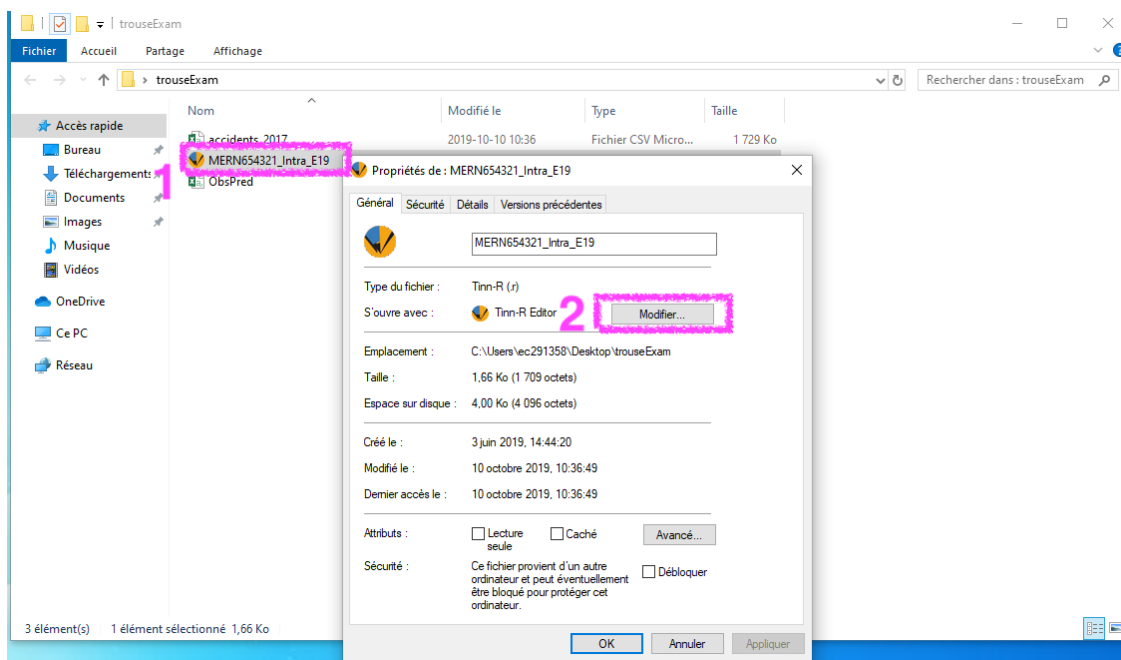 trouseExam
Fichier Accueil Partage Affichage
trouseExam
Rechercher dans : trouseExam
Nom Modifié le Type Taille
Accès rapide
Bureau
Téléchargements
Documents
Images
Musique
Vidéos
OneDrive
Ce PC
Réseau
accidents_2017 2019-10-10 10:36 Fichier CSV Micro... 1 729 Ko
1
MERN654321_Intra_E19
ObsPred
Propriétés de : MERN654321_Intra_E19
Général Sécurité Détails Versions précédentes
MERN654321_Intra_E19
Type du fichier : Tinn-R (.r)
S'ouvre avec : Tinn-R Editor 2 Modifier...
Emplacement : C:\Users\ec291358\Desktop\trouseExam
Taille : 1,66 Ko (1 709 octets)
Espace sur disque : 4,00 Ko (4 096 octets)
Créé le : 3 juin 2019, 14:44:20
Modifié le : 10 octobre 2019, 10:36:49
Dernier accès le : 10 octobre 2019, 10:36:49
Attributs : Lecture seule Caché Avancé...
Sécurité : Ce fichier provient d'un autre
ordinateur et peut éventuellement
être bloqué pour protéger cet
ordinateur.
Débloquer
3 élément(s) 1 élément sélectionné 1,66 Ko
OK Annuler Appliquer